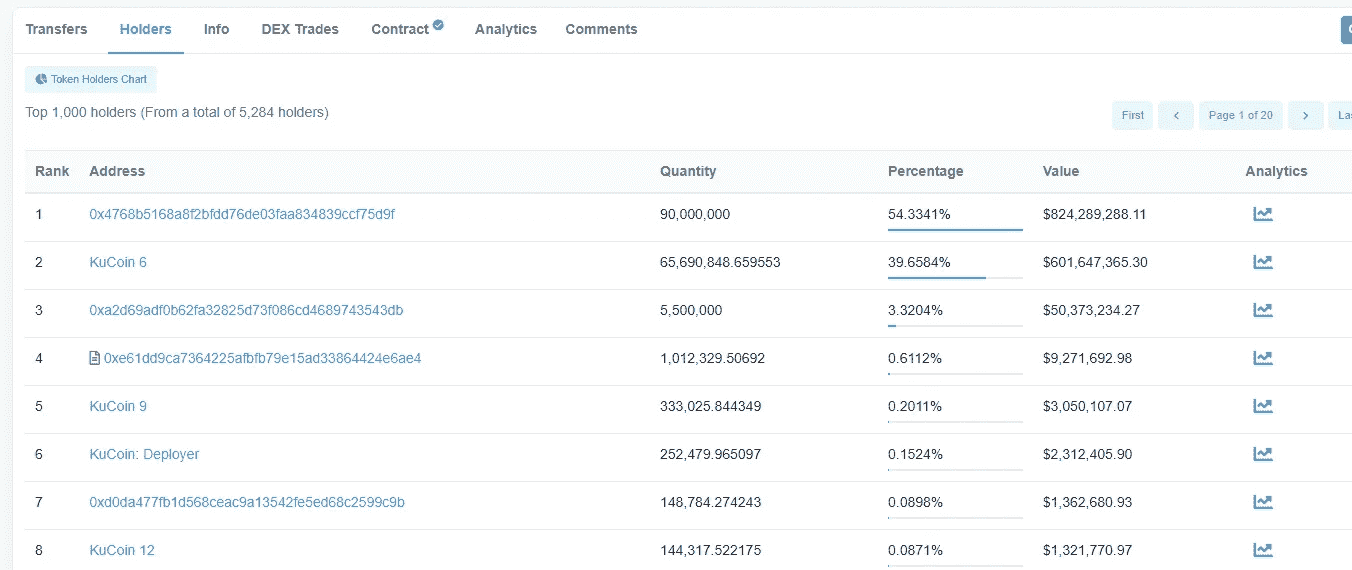 Transfers Holders Info DEX Trades Contract Analytics Comments
Token Holders Chart
Top 1,000 holders (From a total of 5,284 holders)
First Page 1 of 20
Rank Address Quantity Percentage Value Analytics
1 0x4768b5168a8f2bfdd76de03faa834839ccf75d9f 90,000,000 54.3341% $824,289,288.11
2 KuCoin 6 65,690,848.659553 39.6584% $601,647,365.30
3 0xa2d69adf0b62fa32825d73f086cd4689743543db 5,500,000 3.3204% $50,373,234.27
4 0xe61dd9ca7364225afbfb79e15ad33864424e6ae4 1,012,329.50692 0.6112% $9,271,692.98
5 KuCoin 9 333,025.844349 0.2011% $3,050,107.07
6 KuCoin: Deployer 252,479.965097 0.1524% $2,312,405.90
7 0xd0da477fb1d568ceac9a13542fe5ed68c2599c9b 148,784.274243 0.0898% $1,362,680.93
8 KuCoin 12 144,317.522175 0.0871% $1,321,770.97